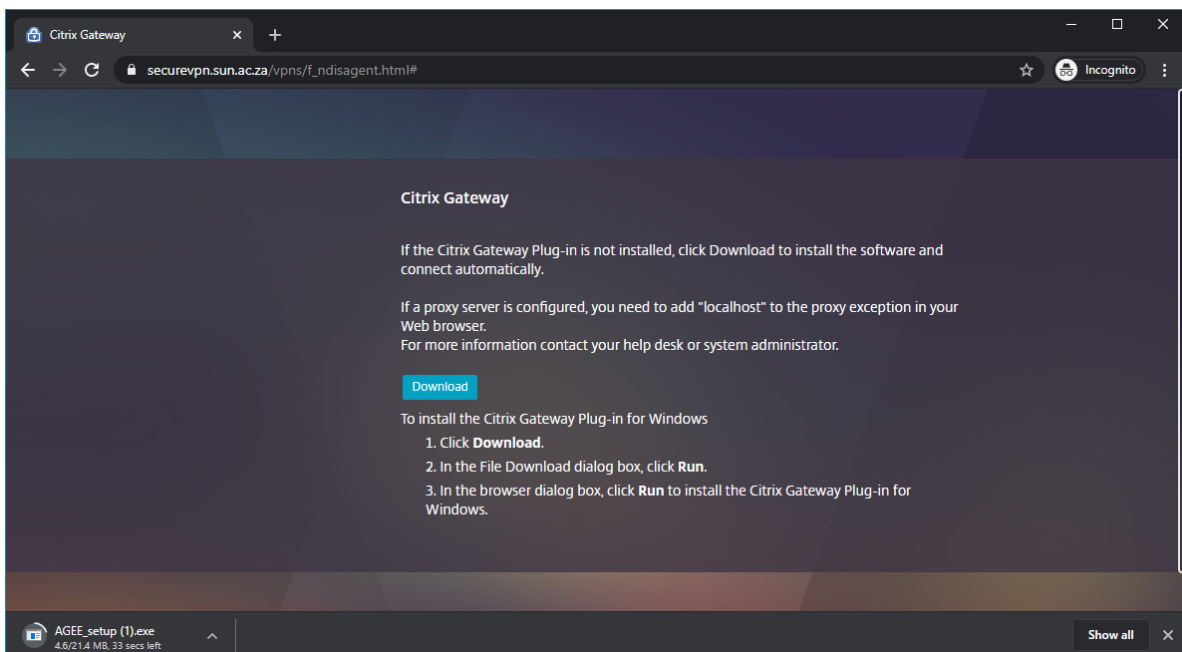 Citrix Gateway
securevpn.sun.ac.za/vpns/f_ndisagent.html#
Incognito
Citrix Gateway
If the Citrix Gateway Plug-in is not installed, click Download to install the software and
connect automatically.
If a proxy server is configured, you need to add "localhost" to the proxy exception in your
Web browser.
For more information contact your help desk or system administrator.
Download
To install the Citrix Gateway Plug-in for Windows
1. Click Download.
2. In the File Download dialog box, click Run.
3. In the browser dialog box, click Run to install the Citrix Gateway Plug-in for
Windows.
AGEE_setup (1).exe
4.6/21.4 MB, 33 secs left
Show all